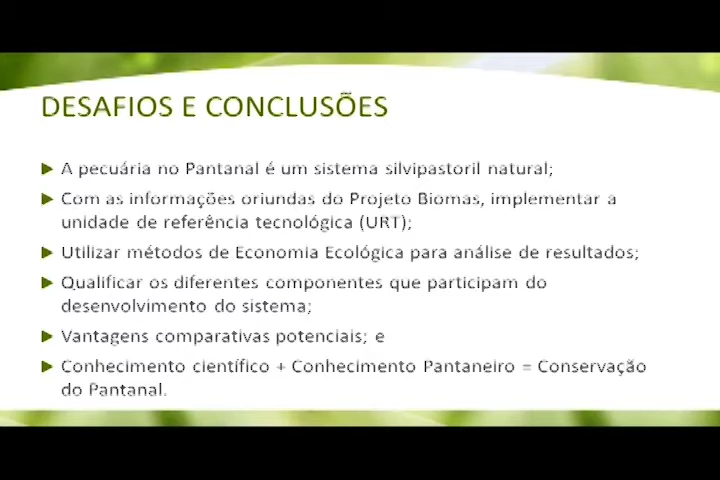 DESAFIOS E CONCLUSÕES
A pecuária no Pantanal é um sistema silvipastoril natural;
Com as informações oriundas do Projeto Biomas, implementar a
unidade de referência tecnológica (URT);
Utilizar métodos de Economia Ecológica para análise de resultados;
Qualificar os diferentes componentes que participam do
desenvolvimento do sistema;
Vantagens comparativas potenciais; e
Conhecimento científico + Conhecimento Pantaneiro = Conservação
do Pantanal.